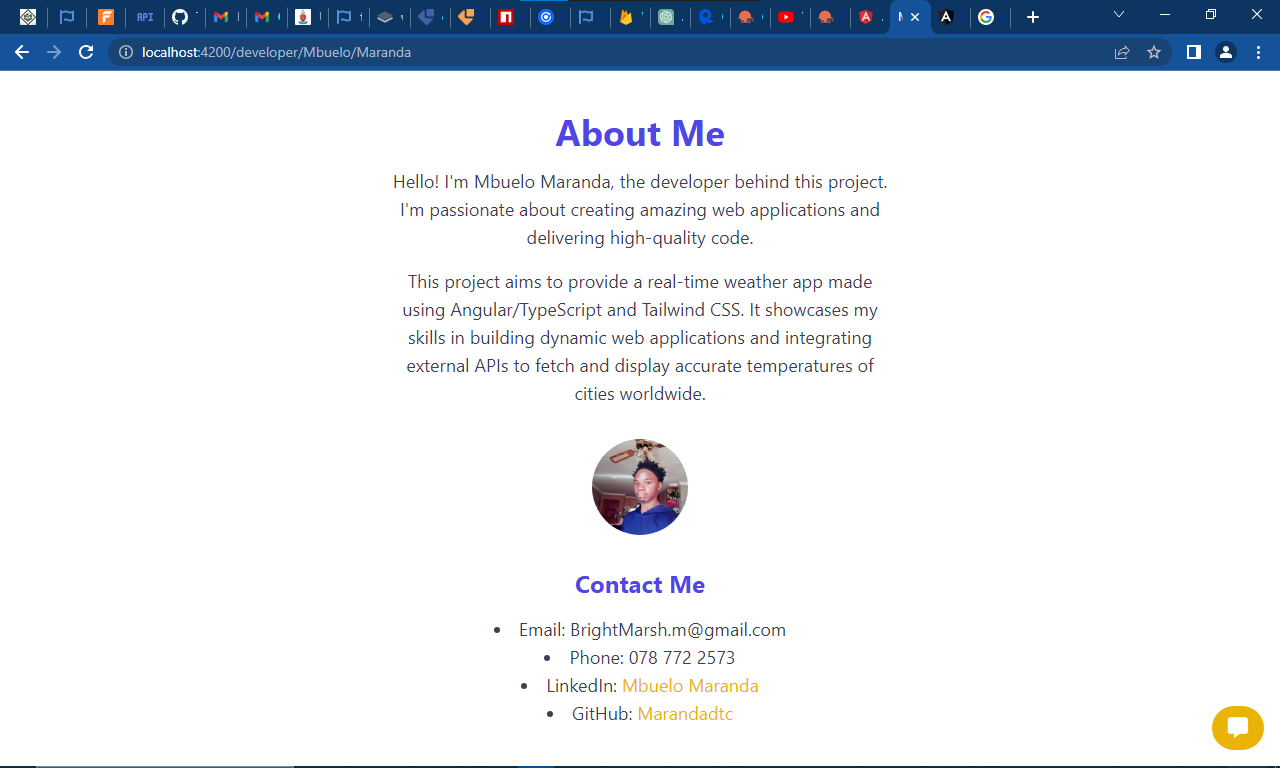 API
localhost:4200/developer/Mbuelo/Maranda
About Me
Hello! I'm Mbuelo Maranda, the developer behind this project.
I'm passionate about creating amazing web applications and
delivering high-quality code.
This project aims to provide a real-time weather app made
using Angular/TypeScript and Tailwind CSS. It showcases my
skills in building dynamic web applications and integrating
external APIs to fetch and display accurate temperatures of
cities worldwide.
Contact Me
Email: BrightMarsh.m@gmail.com
Phone: 078 772 2573
LinkedIn: Mbuelo Maranda
GitHub: Marandadtc